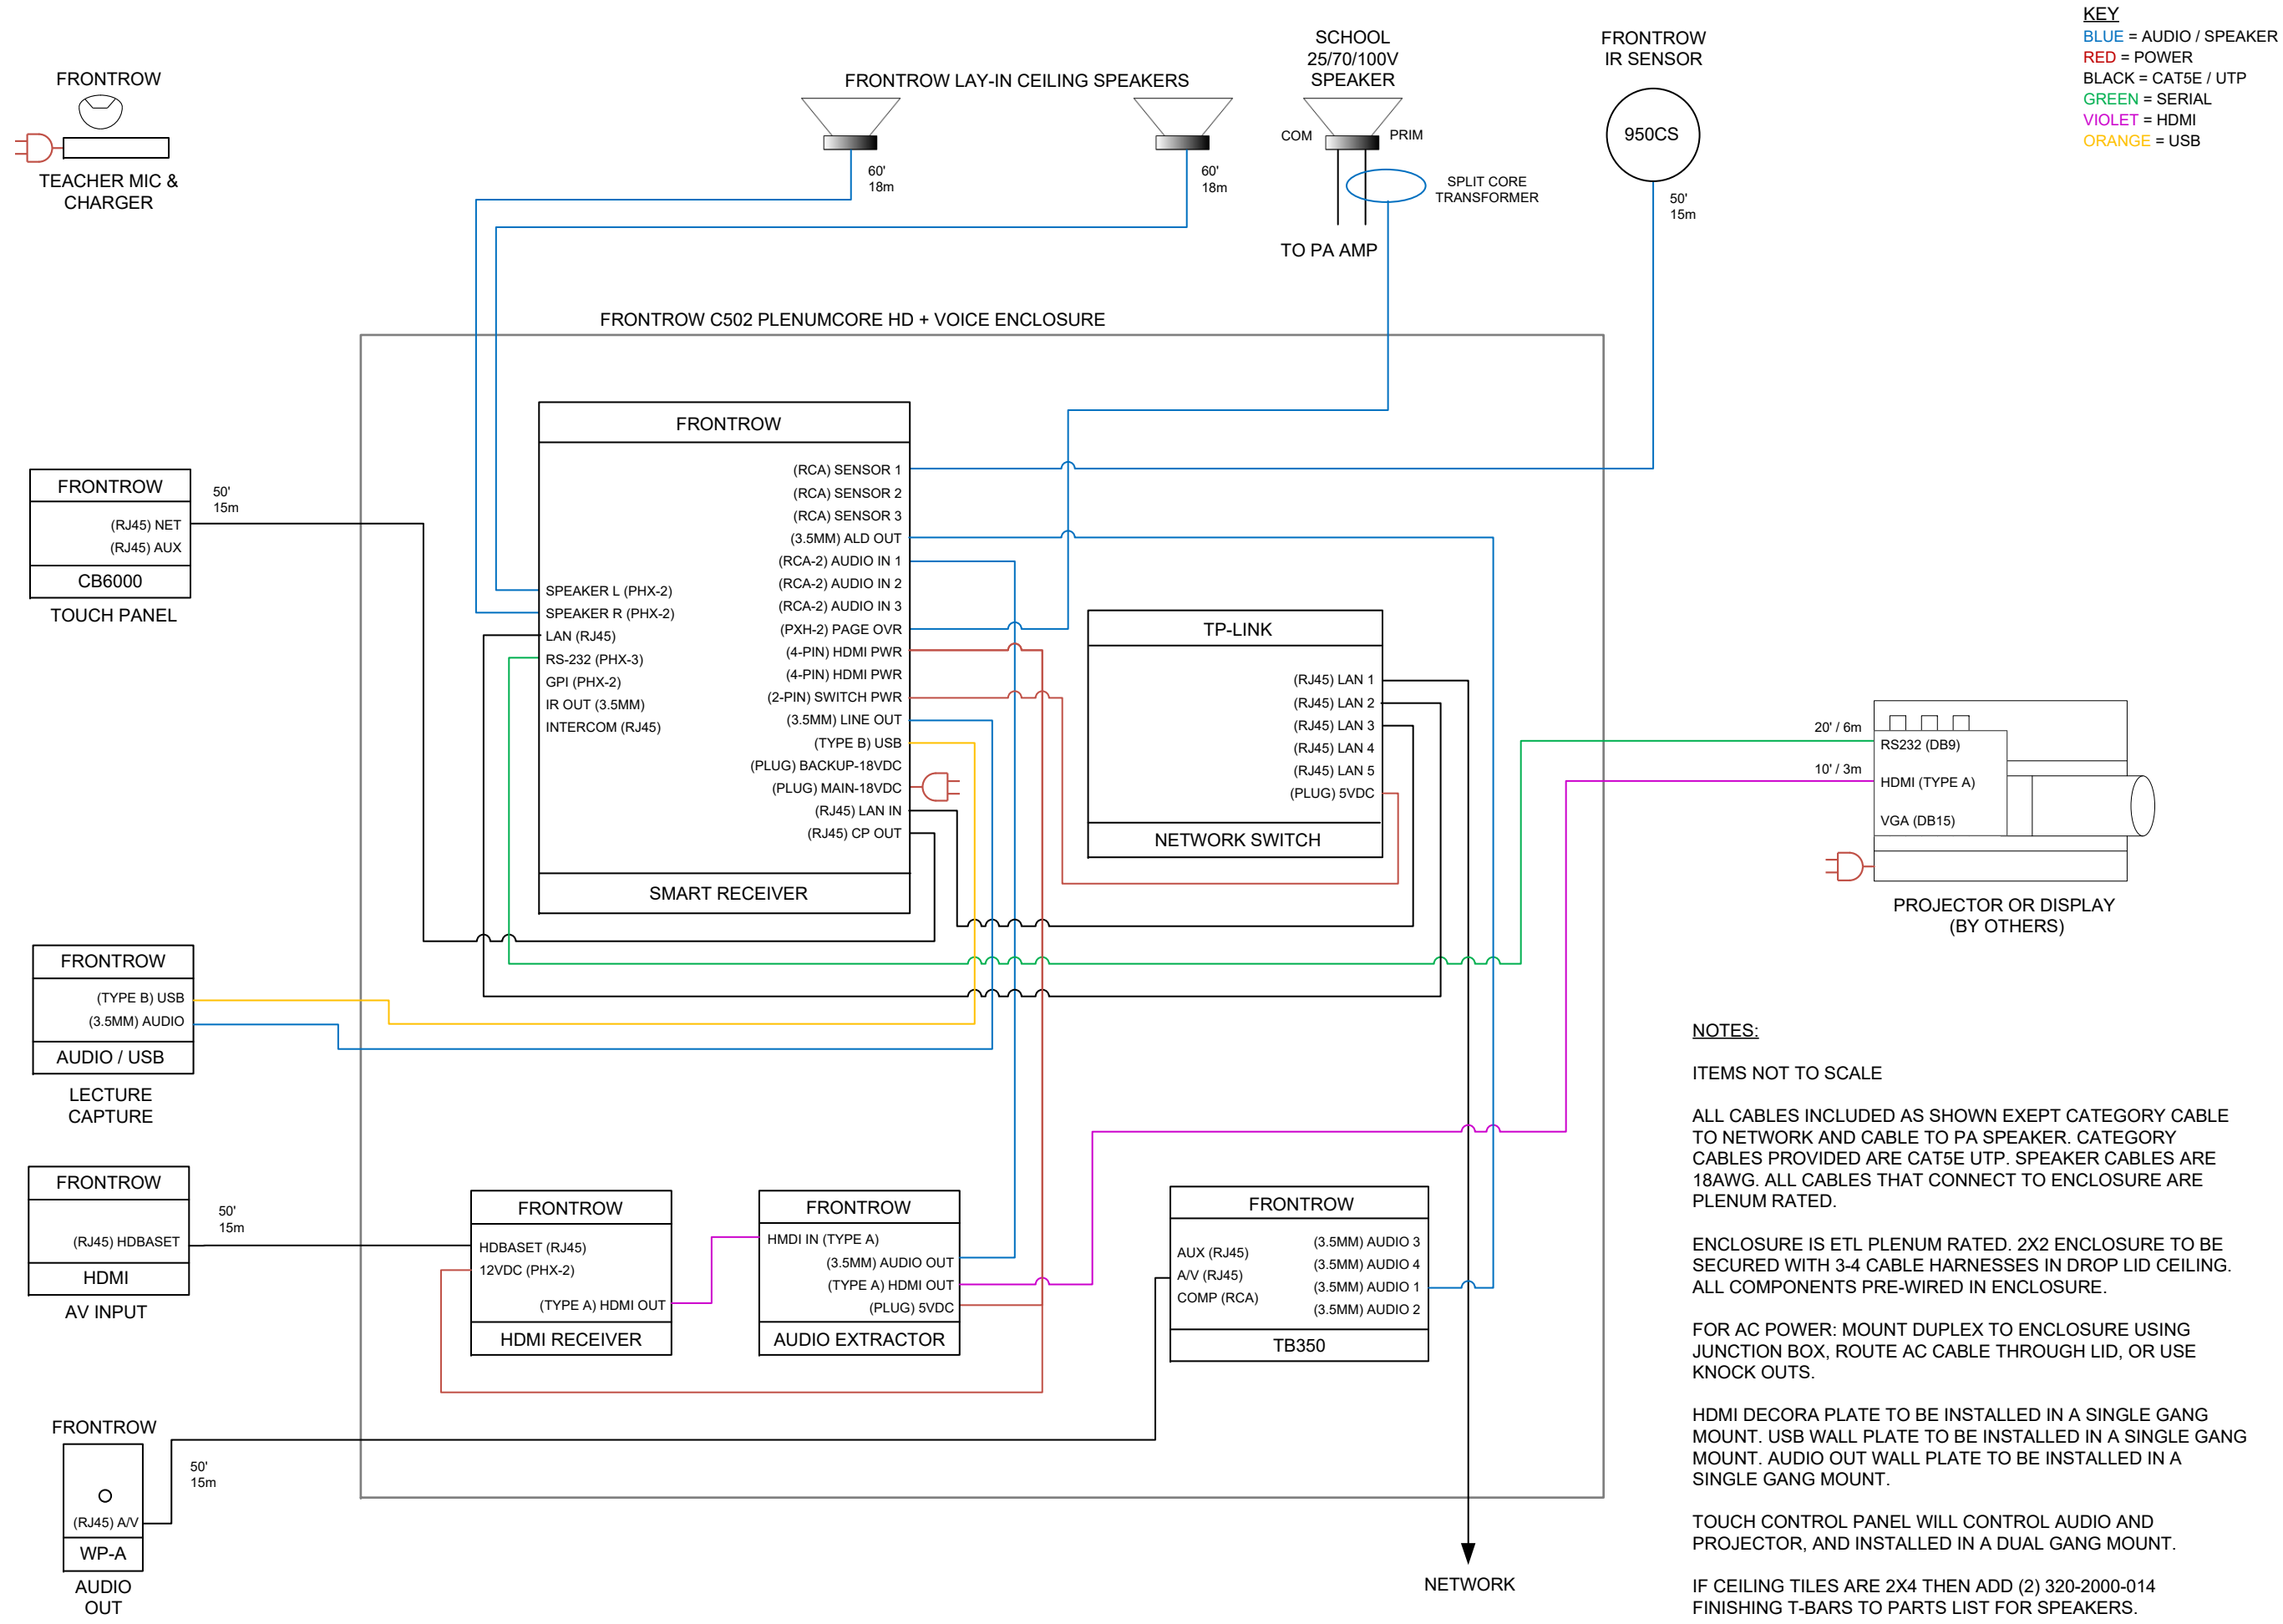 KEY
BLUE = AUDIO / SPEAKER
RED = POWER
BLACK = CAT5E / UTP
GREEN = SERIAL
VIOLET = HDMI
ORANGE = USB
FRONTROW
TEACHER MIC &
CHARGER
FRONTROW LAY-IN CEILING SPEAKERS
60'
18m
60'
18m
SCHOOL
25/70/100V
SPEAKER
COM
PRIM
SPLIT CORE
TRANSFORMER
TO PA AMP
FRONTROW
IR SENSOR
950CS
50'
15m
FRONTROW C502 PLENUMCORE HD + VOICE ENCLOSURE
FRONTROW
(RJ45) NET
(RJ45) AUX
CB6000
TOUCH PANEL
50'
15m
FRONTROW
SPEAKER L (PHX-2)
SPEAKER R (PHX-2)
LAN (RJ45)
RS-232 (PHX-3)
GPI (PHX-2)
IR OUT (3.5MM)
INTERCOM (RJ45)
(RCA) SENSOR 1
(RCA) SENSOR 2
(RCA) SENSOR 3
(3.5MM) ALD OUT
(RCA-2) AUDIO IN 1
(RCA-2) AUDIO IN 2
(RCA-2) AUDIO IN 3
(PXH-2) PAGE OVR
(4-PIN) HDMI PWR
(4-PIN) HDMI PWR
(2-PIN) SWITCH PWR
(3.5MM) LINE OUT
(TYPE B) USB
(PLUG) BACKUP-18VDC
(PLUG) MAIN-18VDC
(RJ45) LAN IN
(RJ45) CP OUT
SMART RECEIVER
TP-LINK
(RJ45) LAN 1
(RJ45) LAN 2
(RJ45) LAN 3
(RJ45) LAN 4
(RJ45) LAN 5
(PLUG) 5VDC
NETWORK SWITCH
20' / 6m
10' / 3m
RS232 (DB9)
HDMI (TYPE A)
VGA (DB15)
PROJECTOR OR DISPLAY
(BY OTHERS)
FRONTROW
(TYPE B) USB
(3.5MM) AUDIO
AUDIO / USB
LECTURE
CAPTURE
FRONTROW
(RJ45) HDBASET
HDMI
AV INPUT
50'
15m
FRONTROW
HDBASET (RJ45)
12VDC (PHX-2)
(TYPE A) HDMI OUT
HDMI RECEIVER
FRONTROW
HMDI IN (TYPE A)
(3.5MM) AUDIO OUT
(TYPE A) HDMI OUT
(PLUG) 5VDC
AUDIO EXTRACTOR
FRONTROW
AUX (RJ45)
A/V (RJ45)
COMP (RCA)
(3.5MM) AUDIO 3
(3.5MM) AUDIO 4
(3.5MM) AUDIO 1
(3.5MM) AUDIO 2
TB350
FRONTROW
(RJ45) A/V
WP-A
AUDIO
OUT
50'
15m
NETWORK
NOTES:
ITEMS NOT TO SCALE
ALL CABLES INCLUDED AS SHOWN EXEPT CATEGORY CABLE
TO NETWORK AND CABLE TO PA SPEAKER. CATEGORY
CABLES PROVIDED ARE CAT5E UTP. SPEAKER CABLES ARE
18AWG. ALL CABLES THAT CONNECT TO ENCLOSURE ARE
PLENUM RATED.
ENCLOSURE IS ETL PLENUM RATED. 2X2 ENCLOSURE TO BE
SECURED WITH 3-4 CABLE HARNESSES IN DROP LID CEILING.
ALL COMPONENTS PRE-WIRED IN ENCLOSURE.
FOR AC POWER: MOUNT DUPLEX TO ENCLOSURE USING
JUNCTION BOX, ROUTE AC CABLE THROUGH LID, OR USE
KNOCK OUTS.
HDMI DECORA PLATE TO BE INSTALLED IN A SINGLE GANG
MOUNT. USB WALL PLATE TO BE INSTALLED IN A SINGLE GANG
MOUNT. AUDIO OUT WALL PLATE TO BE INSTALLED IN A
SINGLE GANG MOUNT.
TOUCH CONTROL PANEL WILL CONTROL AUDIO AND
PROJECTOR, AND INSTALLED IN A DUAL GANG MOUNT.
IF CEILING TILES ARE 2X4 THEN ADD (2) 320-2000-014
FINISHING T-BARS TO PARTS LIST FOR SPEAKERS.